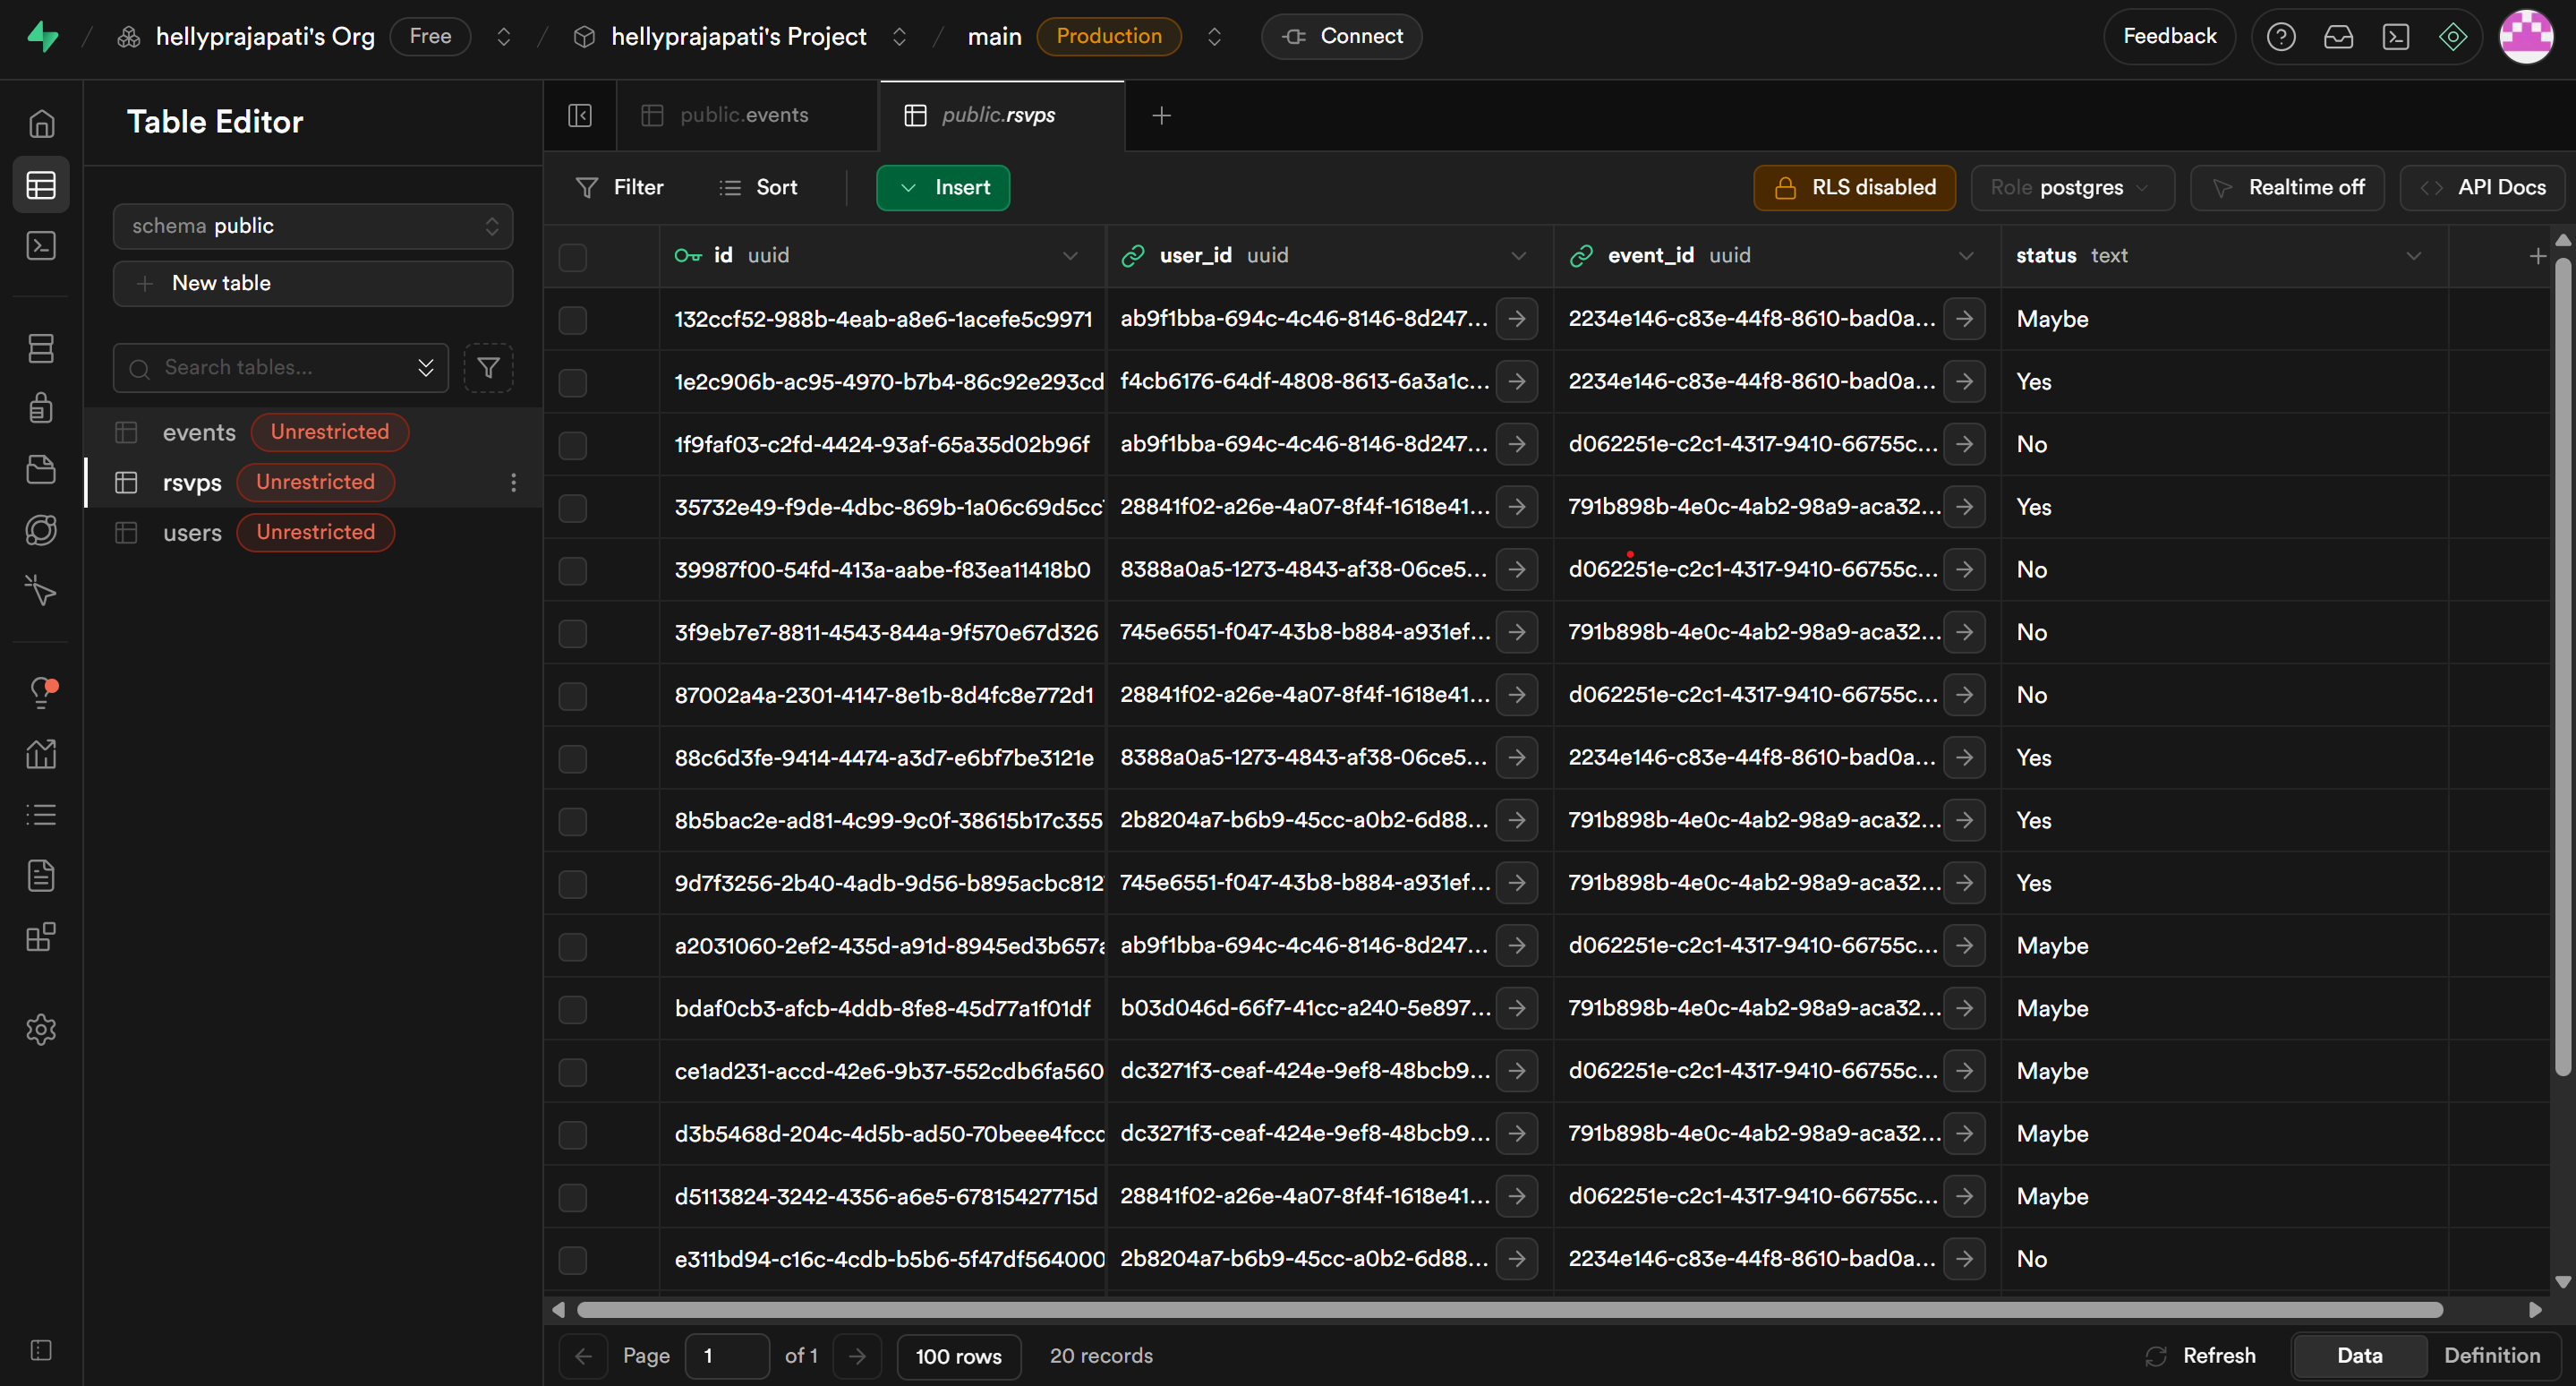 hellyprajapati's Org Free hellyprajapati's Project main Production Connect Feedback
Table Editor
public.events public.rsvps
Filter Sort Insert RLS disabled Role postgres Realtime off API Docs
schema public
New table
Search tables...
events Unrestricted
rsvps Unrestricted
users Unrestricted
id uuid user_id uuid event_id uuid status text
132ccf52-988b-4eab-a8e6-1acefe5c9971 ab9f1bba-694c-4c46-8146-8d247... 2234e146-c83e-44f8-8610-bad0a... Maybe
1e2c906b-ac95-4970-b7b4-86c92e293cd f4cb6176-64df-4808-8613-6a3a1c... 2234e146-c83e-44f8-8610-bad0a... Yes
1f9faf03-c2fd-4424-93af-65a35d02b96f ab9f1bba-694c-4c46-8146-8d247... d062251e-c2c1-4317-9410-66755c... No
35732e49-f9de-4dbc-869b-1a06c69d5cc 28841f02-a26e-4a07-8f4f-1618e41... 791b898b-4e0c-4ab2-98a9-aca32... Yes
39987f00-54fd-413a-aabe-f83ea11418b0 8388a0a5-1273-4843-af38-06ce5... d062251e-c2c1-4317-9410-66755c... No
3f9eb7e7-8811-4543-844a-9f570e67d326 745e6551-f047-43b8-b884-a931ef... 791b898b-4e0c-4ab2-98a9-aca32... No
87002a4a-2301-4147-8e1b-8d4fc8e772d1 28841f02-a26e-4a07-8f4f-1618e41... d062251e-c2c1-4317-9410-66755c... No
88c6d3fe-9414-4474-a3d7-e6bf7be3121e 8388a0a5-1273-4843-af38-06ce5... 2234e146-c83e-44f8-8610-bad0a... Yes
8b5bac2e-ad81-4c99-9c0f-38615b17c355 2b8204a7-b6b9-45cc-a0b2-6d88... 791b898b-4e0c-4ab2-98a9-aca32... Yes
9d7f3256-2b40-4adb-9d56-b895acbc812 745e6551-f047-43b8-b884-a931ef... 791b898b-4e0c-4ab2-98a9-aca32... Yes
a2031060-2ef2-435d-a91d-8945ed3b657a ab9f1bba-694c-4c46-8146-8d247... d062251e-c2c1-4317-9410-66755c... Maybe
bdaf0cb3-afcb-4ddb-8fe8-45d77a1f01df b03d046d-66f7-41cc-a240-5e897... 791b898b-4e0c-4ab2-98a9-aca32... Maybe
ce1ad231-accd-42e6-9b37-552cdb6fa560 dc3271f3-ceaf-424e-9ef8-48bcb9... d062251e-c2c1-4317-9410-66755c... Maybe
d3b5468d-204c-4d5b-ad50-70beee4fccc dc3271f3-ceaf-424e-9ef8-48bcb9... 791b898b-4e0c-4ab2-98a9-aca32... Maybe
d5113824-3242-4356-a6e5-67815427715d 28841f02-a26e-4a07-8f4f-1618e41... d062251e-c2c1-4317-9410-66755c... Maybe
e311bd94-c16c-4cdb-b5b6-5f47df564000 2b8204a7-b6b9-45cc-a0b2-6d88... 2234e146-c83e-44f8-8610-bad0a... No
Page 1 of 1 100 rows 20 records Refresh Data Definition